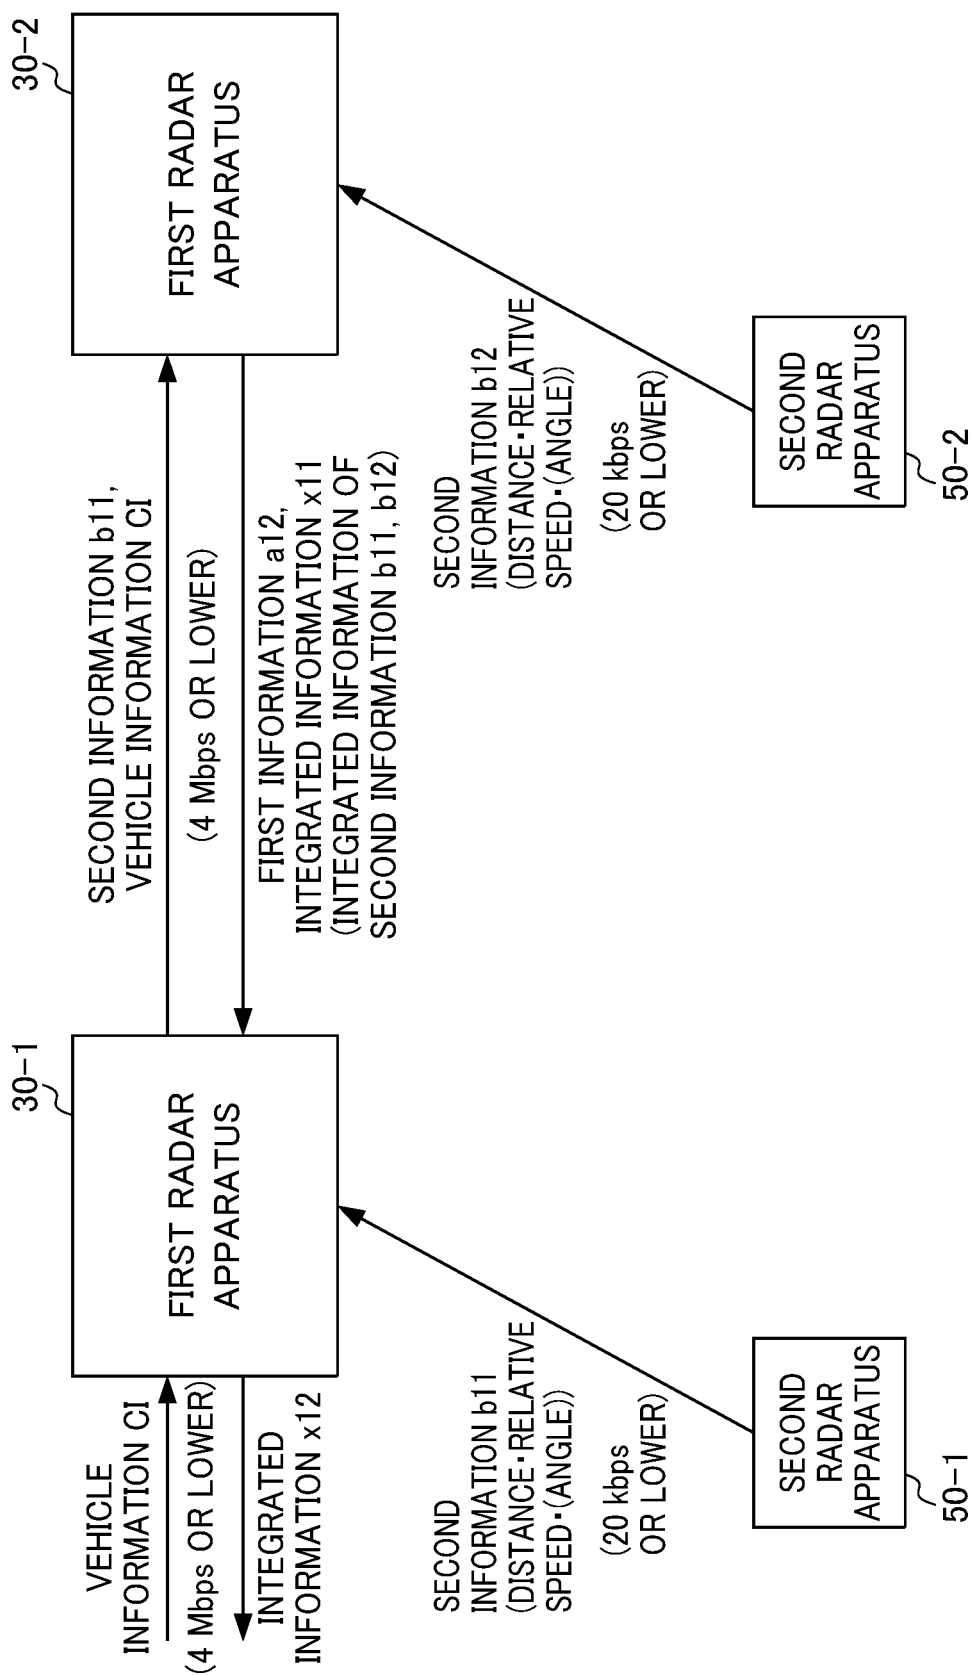 30-1
30-2
VEHICLE
INFORMATION CI
(4 Mbps OR LOWER)
INTEGRATED
INFORMATION x12
FIRST RADAR
APPARATUS
SECOND INFORMATION b11,
VEHICLE INFORMATION CI
(4 Mbps OR LOWER)
FIRST INFORMATION a12,
INTEGRATED INFORMATION x11
(INTEGRATED INFORMATION OF
SECOND INFORMATION b11, b12)
FIRST RADAR
APPARATUS
SECOND
INFORMATION b11
(DISTANCE・RELATIVE
SPEED・(ANGLE))
(20 kbps
OR LOWER)
SECOND
INFORMATION b12
(DISTANCE・RELATIVE
SPEED・(ANGLE))
(20 kbps
OR LOWER)
SECOND
RADAR
APPARATUS
50-1
SECOND
RADAR
APPARATUS
50-2